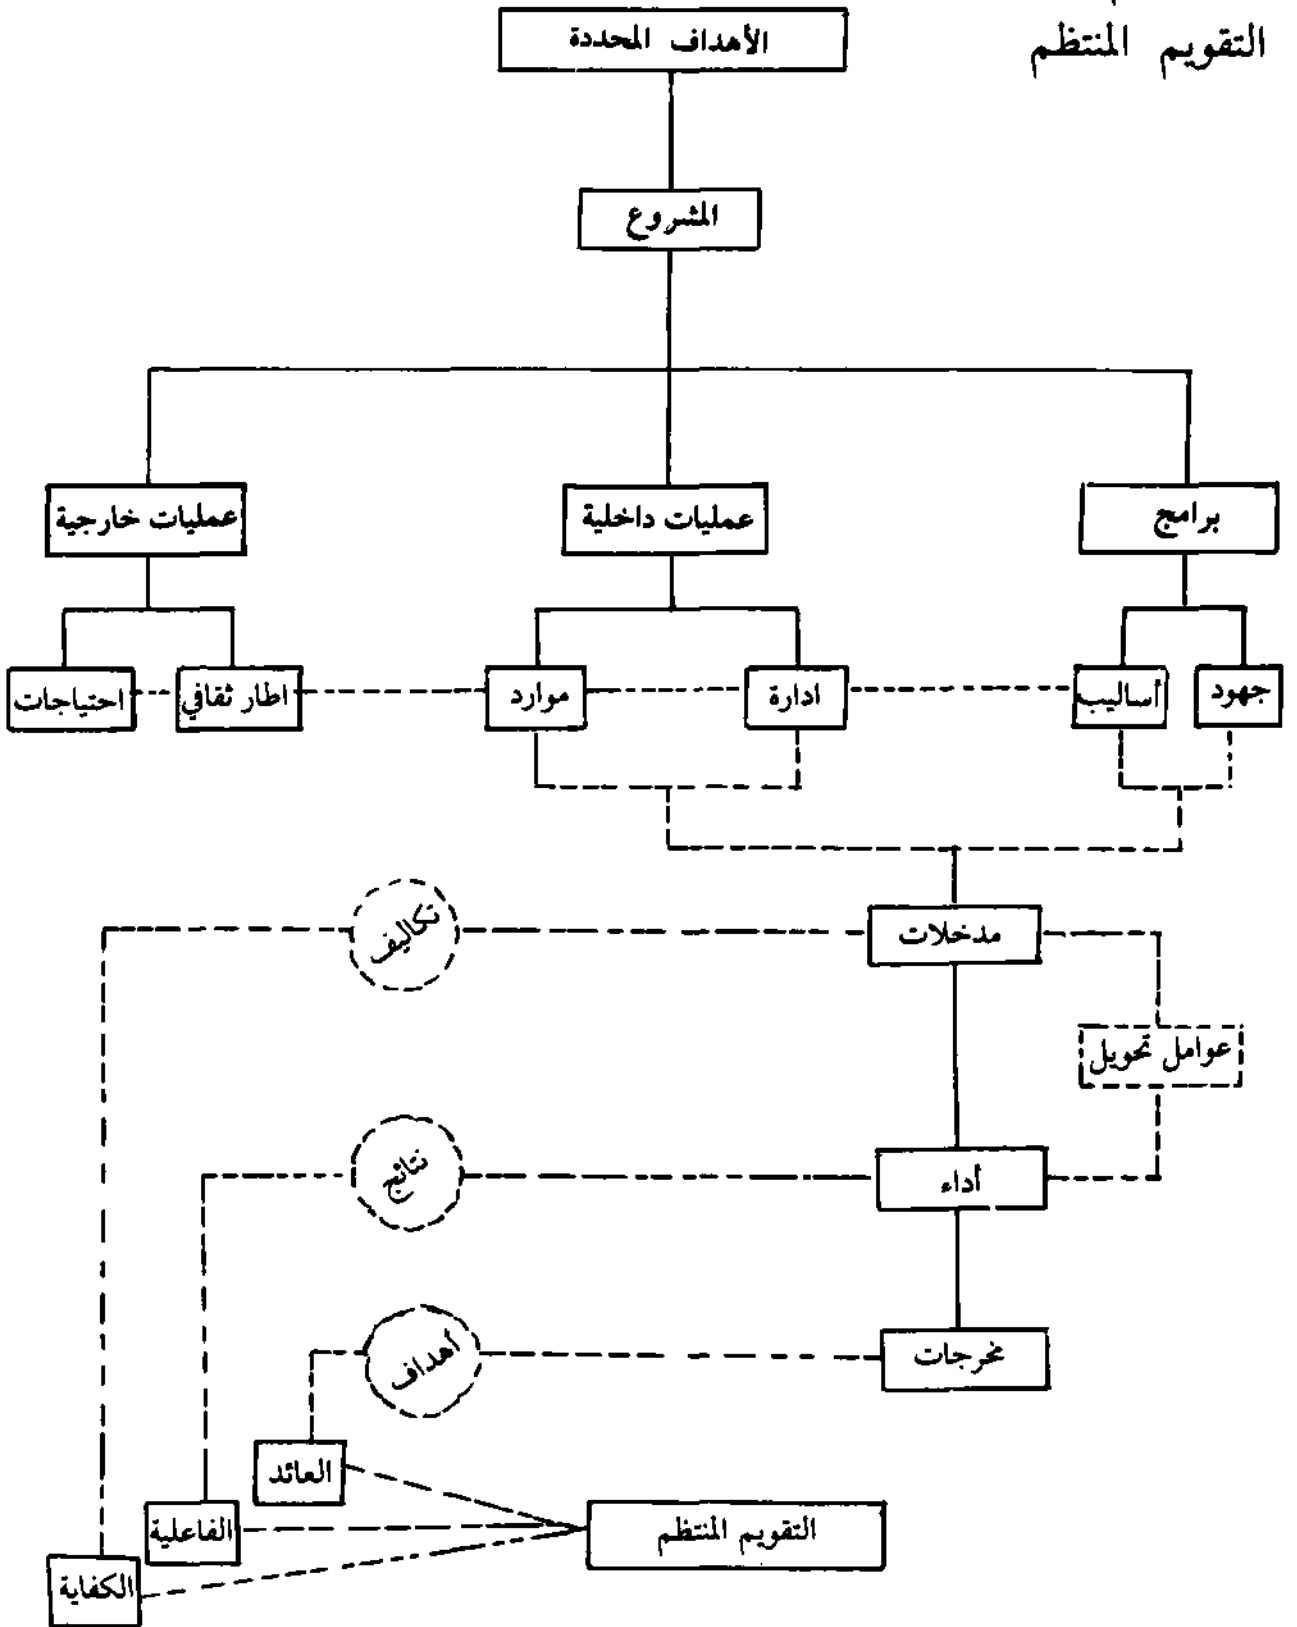 التقويم المنتظم
الأهداف المحددة
المشروع
برامج
عمليات داخلية
عمليات خارجية
جهود
أساليب
ادارة
موارد
اطار ثقافي
احتياجات
مدخلات
تكاليف
عوامل تحويل
أداء
نتائج
مخرجات
أهداف
العائد
التقويم المنتظم
الفاعلية
الكفاية